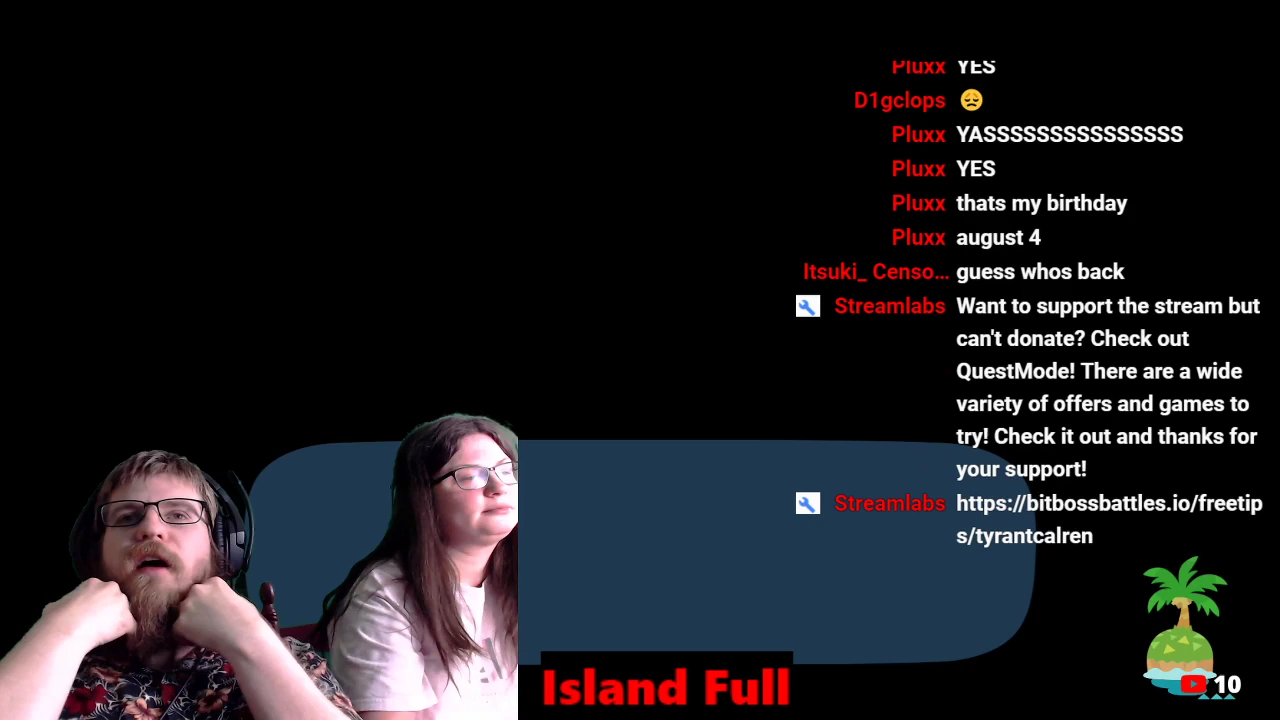 Pluxx YES
D1gclops 😔
Pluxx YASSSSSSSSSSSSSSS
Pluxx YES
Pluxx thats my birthday
Pluxx august 4
Itsuki_ Censo… guess whos back
Streamlabs Want to support the stream but
can't donate? Check out
QuestMode! There are a wide
variety of offers and games to
try! Check it out and thanks for
your support!
Streamlabs https://bitbossbattles.io/freetip
s/tyrantcalren
Island Full
10